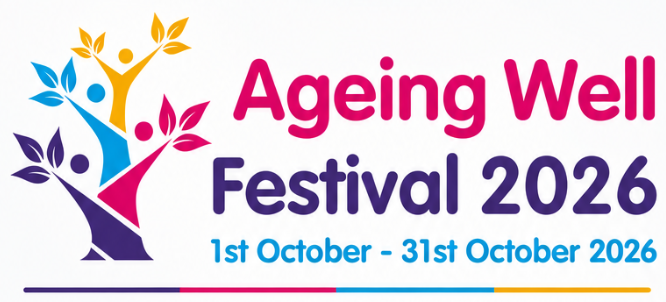 Ageing Well
Festival 2026
1st October - 31st October 2026